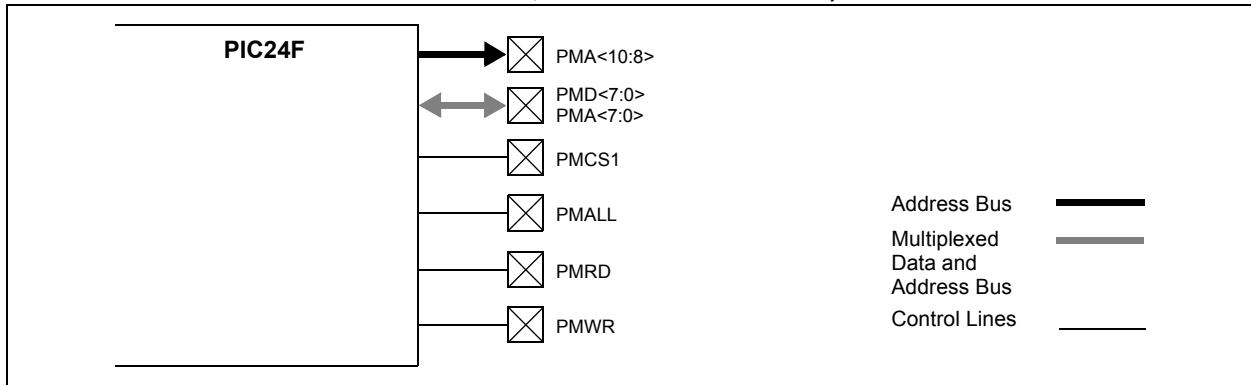 PIC24F
PMA<10:8>
PMD<7:0>
PMA<7:0>
PMCS1
PMALL
PMRD
PMWR
Address Bus
Multiplexed
Data and
Address Bus
Control Lines